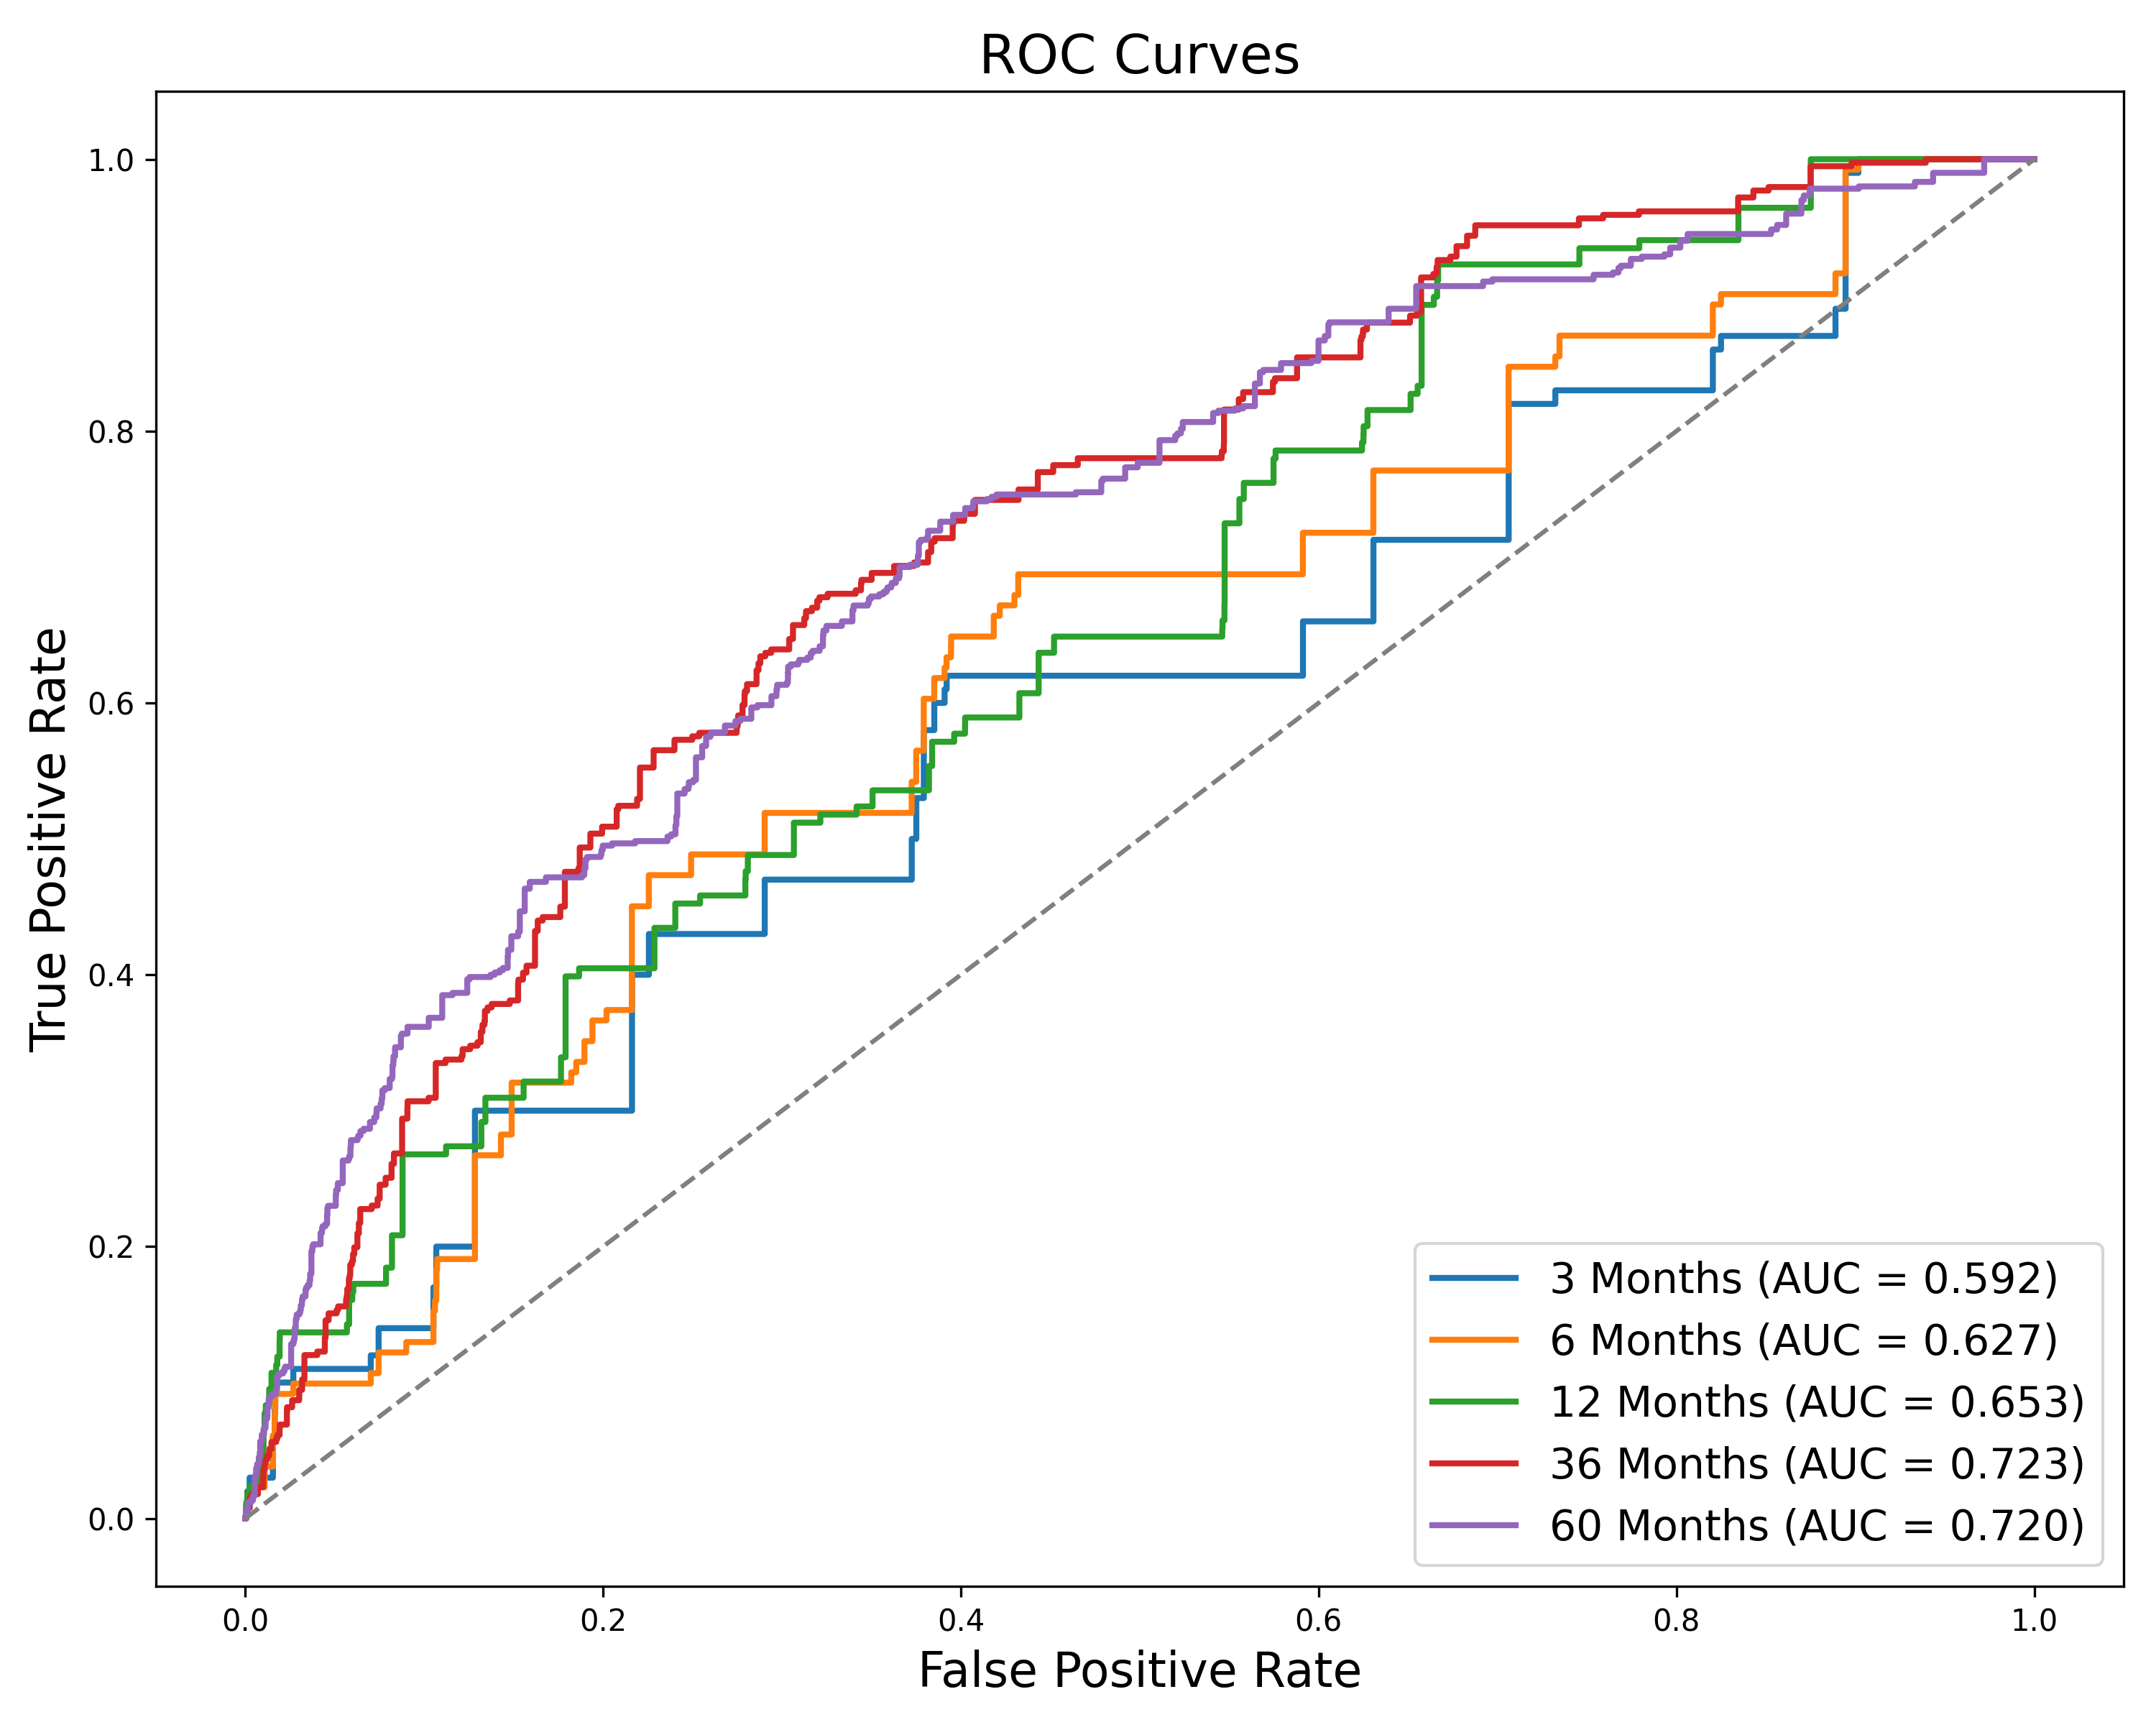 ROC Curves
True Positive Rate
1.0
0.8
0.6
0.4
0.2
0.0
0.0 0.2 0.4 0.6 0.8 1.0
False Positive Rate
3 Months (AUC = 0.592)
6 Months (AUC = 0.627)
12 Months (AUC = 0.653)
36 Months (AUC = 0.723)
60 Months (AUC = 0.720)